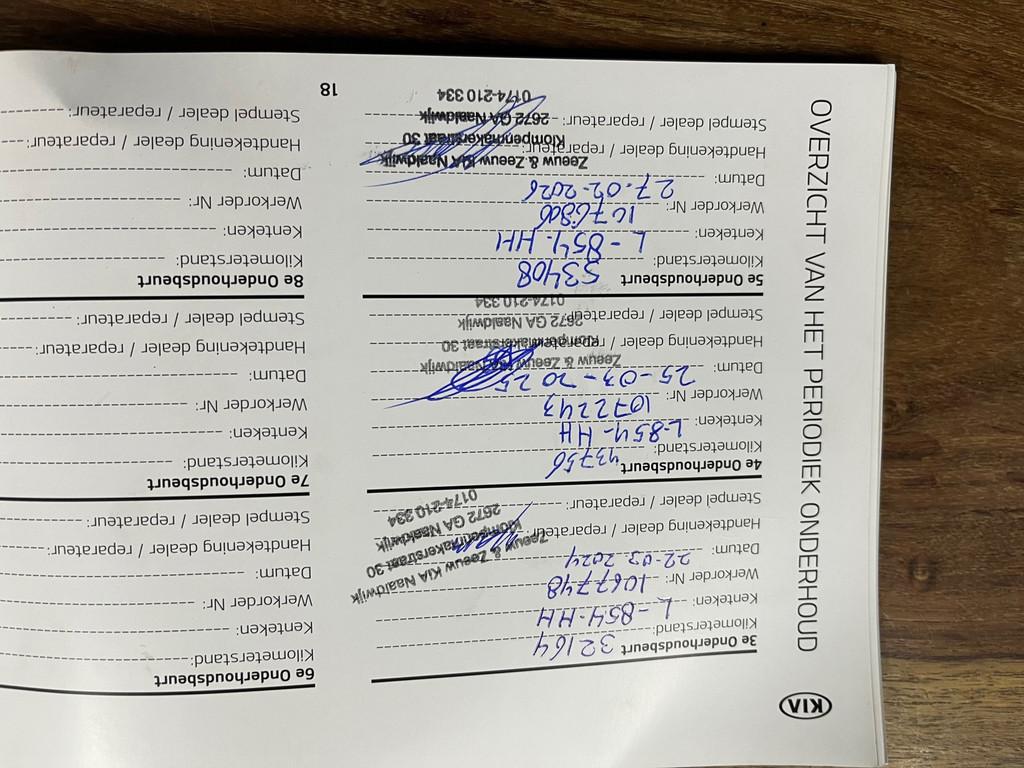 KIA
OVERZICHT VAN HET PERIODIEK ONDERHOUD
3e Onderhoudsbeurt
Kilometerstand: 32164
Kenteken: L-854-HH
Werkorder Nr: 1067748
Datum: 22-03-2024
Handtekening dealer / reparateur:
Stempel dealer / reparateur:
Zeeuw & Zeeuw KIA Naaldwijk
Klompenmakerstraat 30
2672 GA Naaldwijk
0174-210 334
4e Onderhoudsbeurt
Kilometerstand: 43756
Kenteken: L-854-HH
Werkorder Nr: 1072243
Datum: 25-03-2025
Handtekening dealer / reparateur:
Stempel dealer / reparateur:
Zeeuw & Zeeuw KIA Naaldwijk
Klompenmakerstraat 30
2672 GA Naaldwijk
0174-210 334
5e Onderhoudsbeurt
Kilometerstand: 53408
Kenteken: L-854-HH
Werkorder Nr: 1076806
Datum: 27-02-2026
Handtekening dealer / reparateur:
Stempel dealer / reparateur:
Zeeuw & Zeeuw KIA Naaldwijk
Klompenmakerstraat 30
2672 GA Naaldwijk
0174-210 334
6e Onderhoudsbeurt
Kilometerstand:
Kenteken:
Werkorder Nr:
Datum:
Handtekening dealer / reparateur:
Stempel dealer / reparateur:
7e Onderhoudsbeurt
Kilometerstand:
Kenteken:
Werkorder Nr:
Datum:
Handtekening dealer / reparateur:
Stempel dealer / reparateur:
8e Onderhoudsbeurt
Kilometerstand:
Kenteken:
Werkorder Nr:
Datum:
Handtekening dealer / reparateur:
Stempel dealer / reparateur:
18